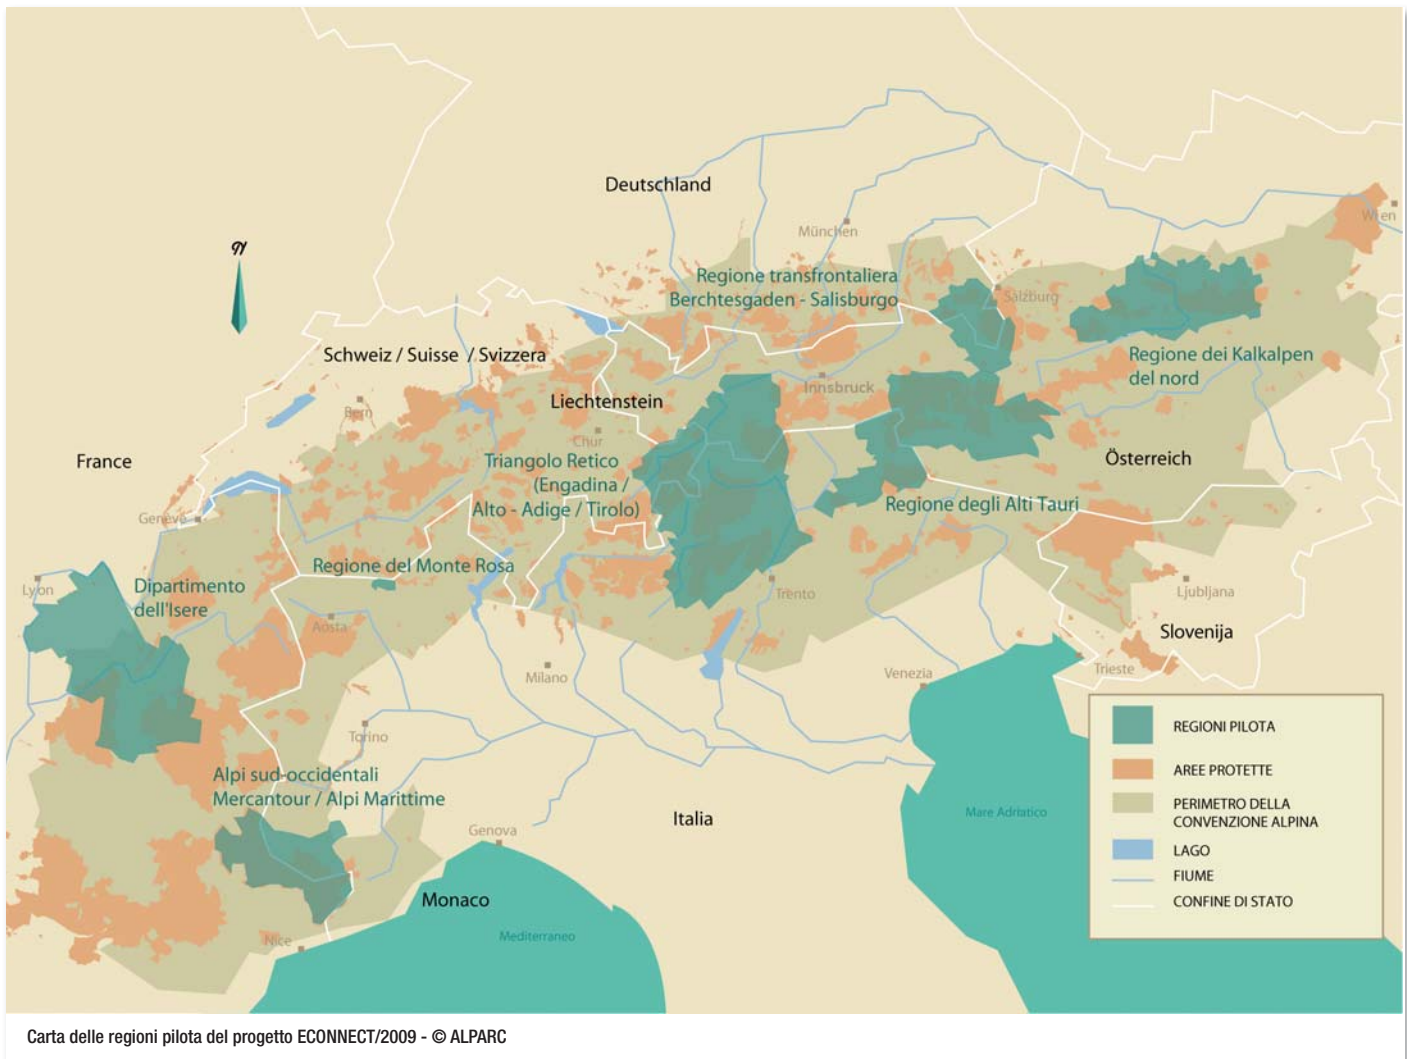 Deutschland
München
Wien
Regione transfrontaliera
Berchtesgaden - Salisburgo
Salzburg
Schweiz / Suisse / Svizzera
Regione dei Kalkalpen
del nord
Innsbruck
Liechtenstein
Bern
Chur
France
Österreich
Triangolo Retico
(Engadina /
Alto - Adige / Tirolo)
Regione degli Alti Tauri
Genève
Regione del Monte Rosa
Lyon
Dipartimento
dell'Isere
Trento
Ljubljana
Aosta
Slovenija
Trieste
Milano
Venezia
Torino
Alpi sud-occidentali
Mercantour / Alpi Marittime
Genova
Italia
Mare Adriatico
Monaco
Nice
Mediterraneo
REGIONI PILOTA
AREE PROTETTE
PERIMETRO DELLA
CONVENZIONE ALPINA
LAGO
FIUME
CONFINE DI STATO
Carta delle regioni pilota del progetto ECONNECT/2009 - © ALPARC